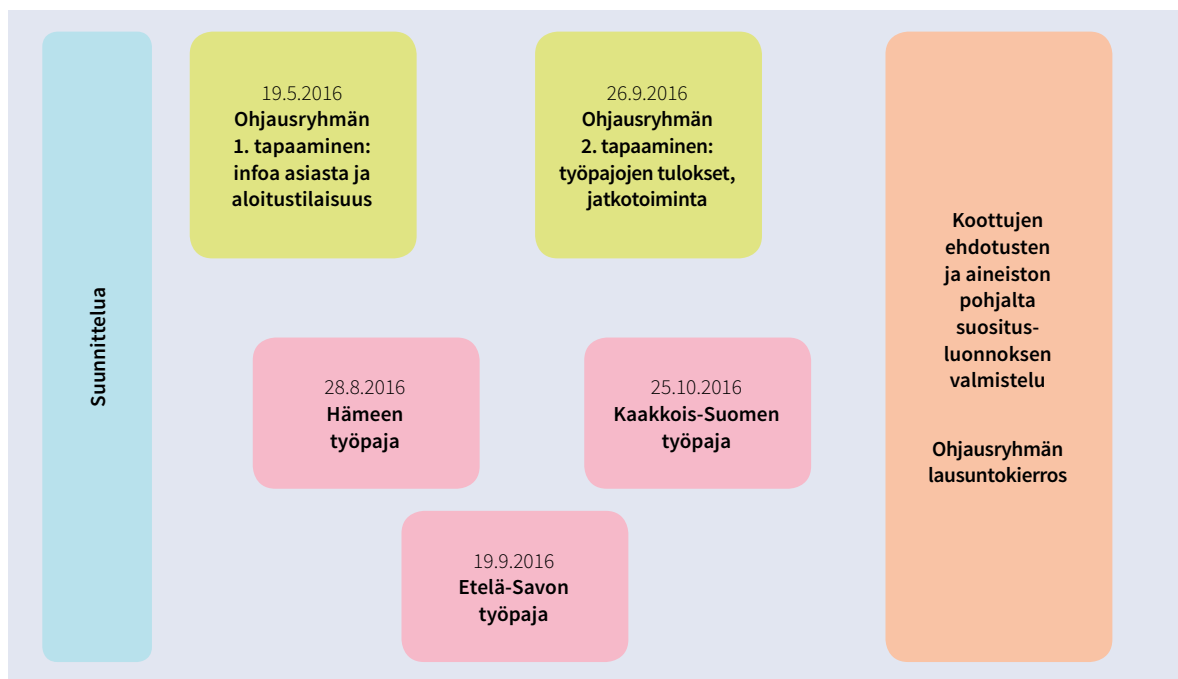 Suunnittelua
19.5.2016
Ohjausryhmän
1. tapaaminen:
infoa asiasta ja
aloitustilaisuus
26.9.2016
Ohjausryhmän
2. tapaaminen:
työpajojen tulokset,
jatkotoiminta
28.8.2016
Hämeen
työpaja
25.10.2016
Kaakkois-Suomen
työpaja
19.9.2016
Etelä-Savon
työpaja
Koottujen
ehdotusten
ja aineiston
pohjalta
suositus-
luonnoksen
valmistelu
Ohjausryhmän
lausuntokierros